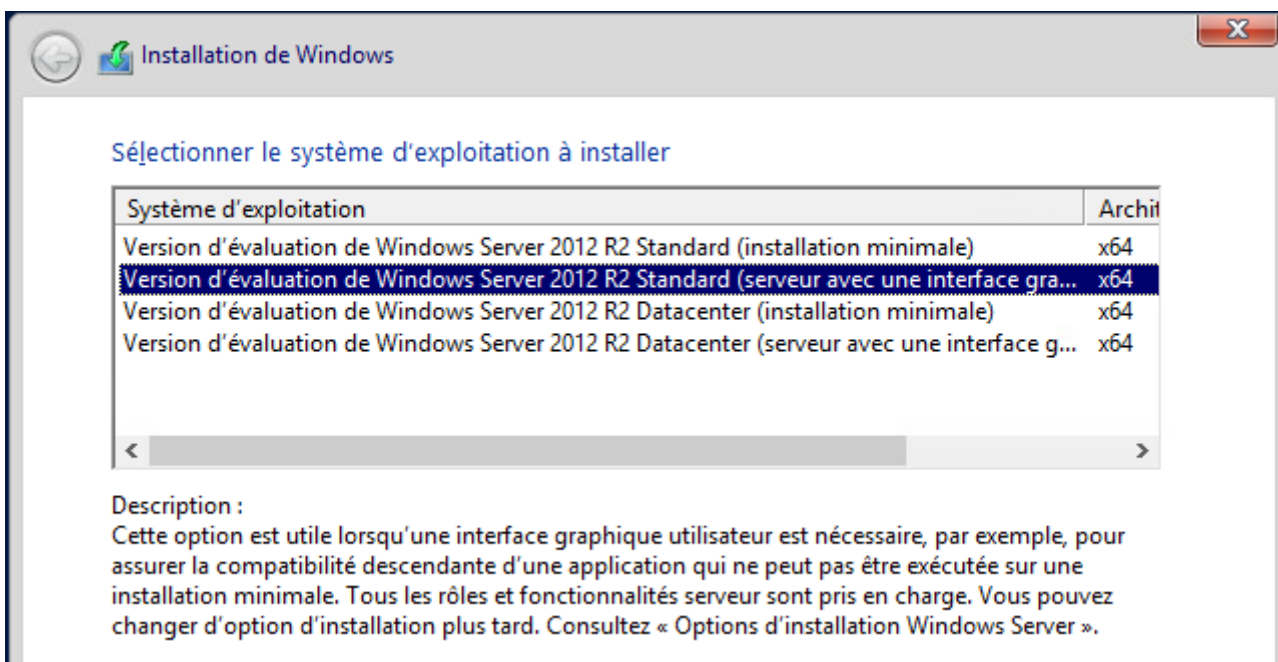 Installation de Windows
Sélectionner le système d'exploitation à installer
Système d'exploitation Archit
Version d'évaluation de Windows Server 2012 R2 Standard (installation minimale) x64
Version d'évaluation de Windows Server 2012 R2 Standard (serveur avec une interface gra... x64
Version d'évaluation de Windows Server 2012 R2 Datacenter (installation minimale) x64
Version d'évaluation de Windows Server 2012 R2 Datacenter (serveur avec une interface g... x64
Description :
Cette option est utile lorsqu'une interface graphique utilisateur est nécessaire, par exemple, pour
assurer la compatibilité descendante d'une application qui ne peut pas être exécutée sur une
installation minimale. Tous les rôles et fonctionnalités serveur sont pris en charge. Vous pouvez
changer d'option d'installation plus tard. Consultez « Options d'installation Windows Server ».